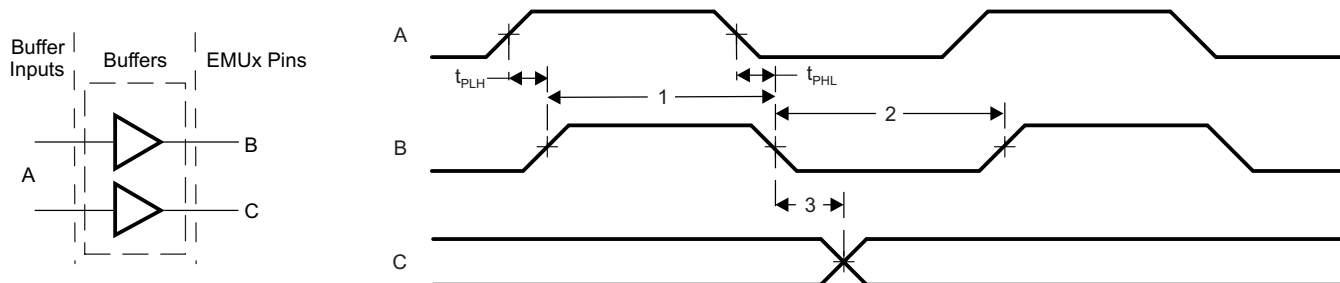 Buffer
Inputs
Buffers
EMUx Pins
A
B
C
A
t_PLH
t_PHL
1
2
B
3
C